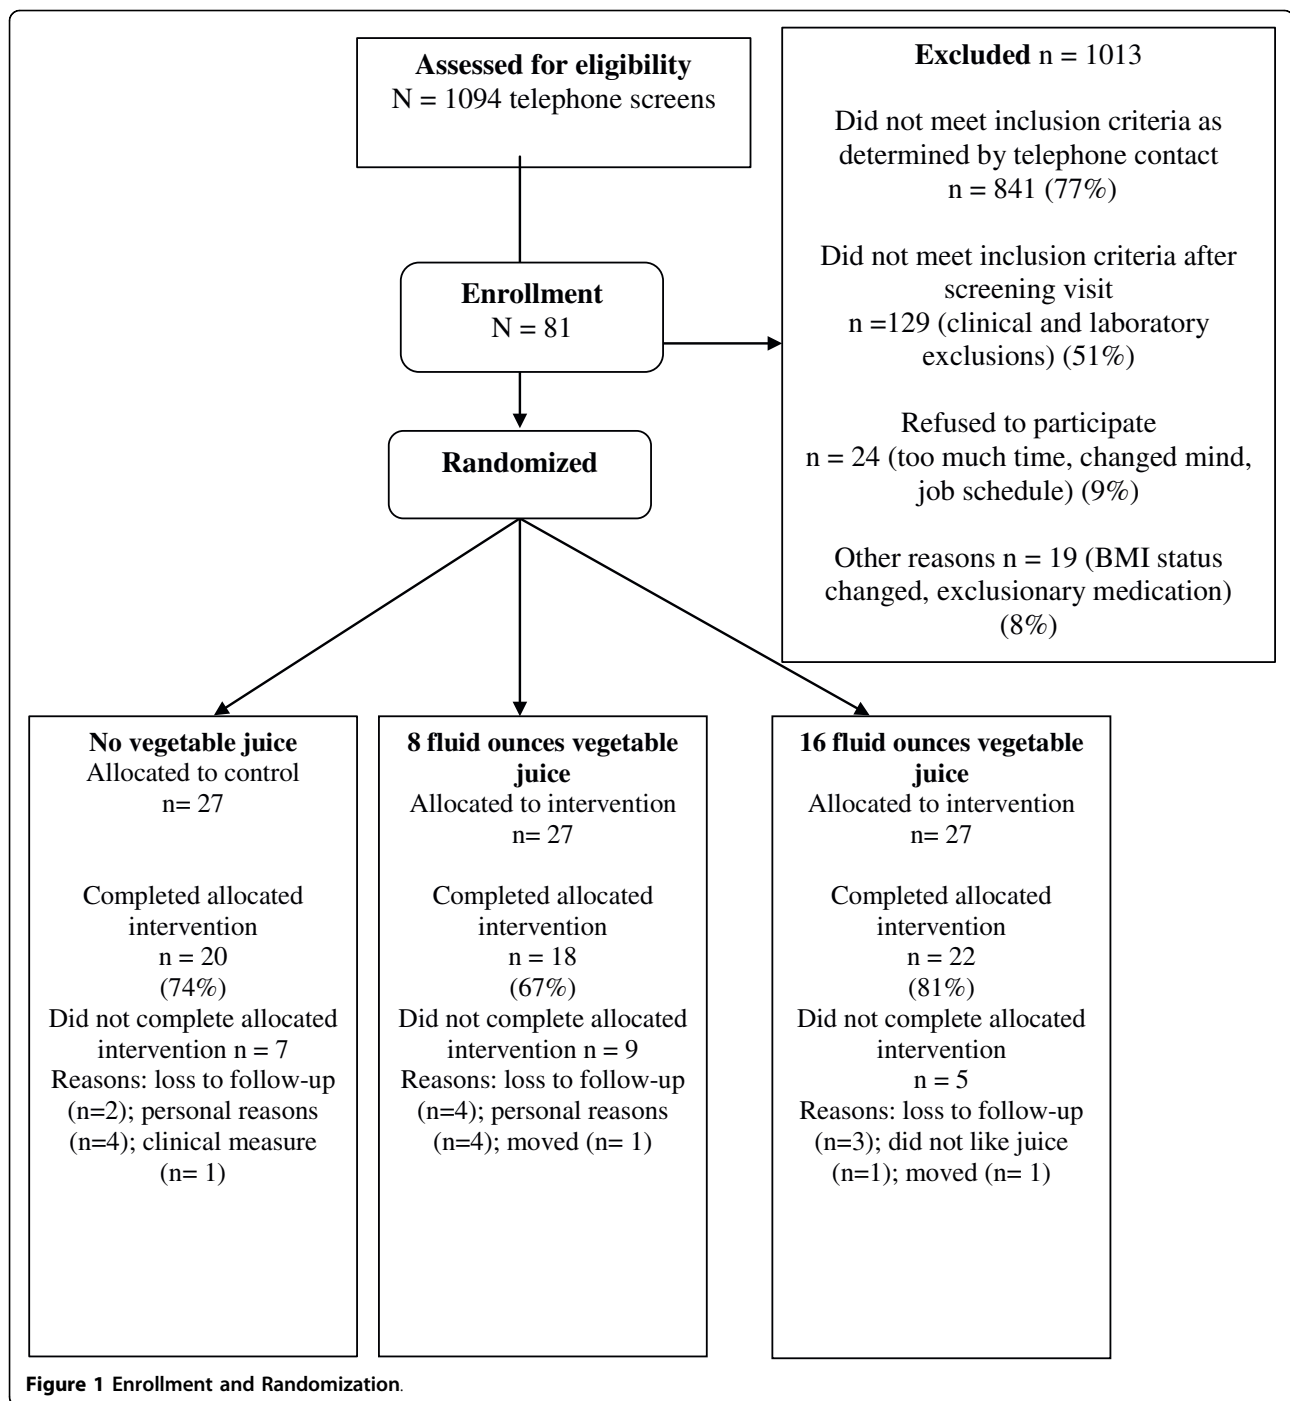 Assessed for eligibility
N = 1094 telephone screens
Excluded n = 1013
Did not meet inclusion criteria as
determined by telephone contact
n = 841 (77%)
Did not meet inclusion criteria after
screening visit
n =129 (clinical and laboratory
exclusions) (51%)
Refused to participate
n = 24 (too much time, changed mind,
job schedule) (9%)
Other reasons n = 19 (BMI status
changed, exclusionary medication)
(8%)
Enrollment
N = 81
Randomized
No vegetable juice
Allocated to control
n= 27
Completed allocated
intervention
n = 20
(74%)
Did not complete allocated
intervention n = 7
Reasons: loss to follow-up
(n=2); personal reasons
(n=4); clinical measure
(n= 1)
8 fluid ounces vegetable
juice
Allocated to intervention
n= 27
Completed allocated
intervention
n = 18
(67%)
Did not complete allocated
intervention n = 9
Reasons: loss to follow-up
(n=4); personal reasons
(n=4); moved (n= 1)
16 fluid ounces vegetable
juice
Allocated to intervention
n= 27
Completed allocated
intervention
n = 22
(81%)
Did not complete allocated
intervention
n = 5
Reasons: loss to follow-up
(n=3); did not like juice
(n=1); moved (n= 1)
Figure 1 Enrollment and Randomization.